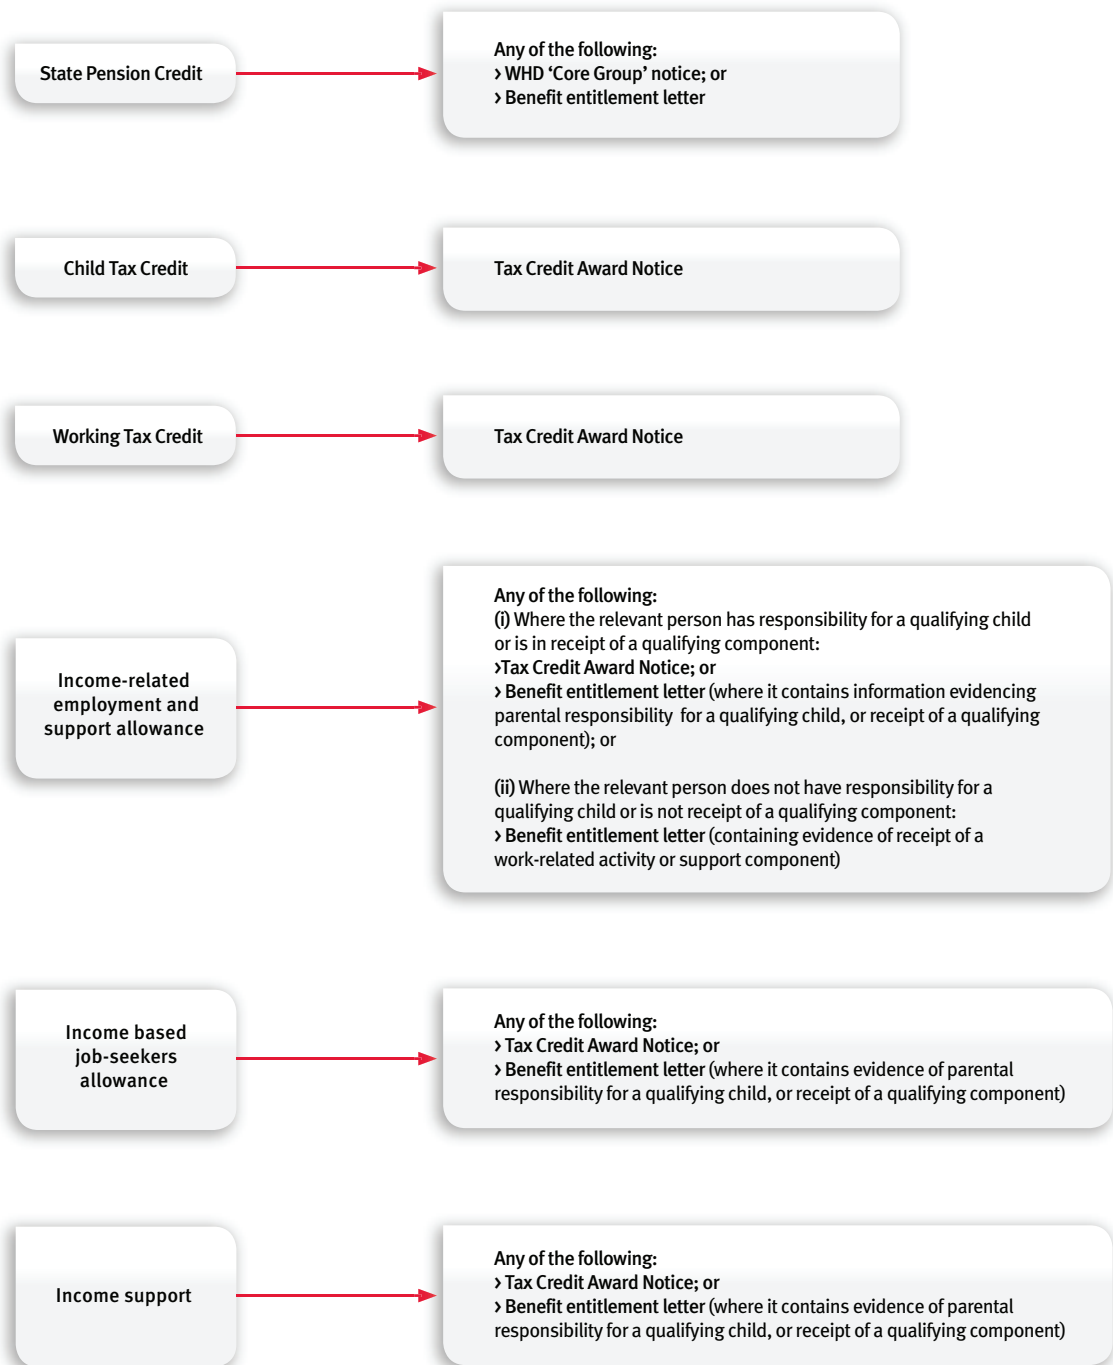 State Pension Credit
Any of the following:
› WHD ‘Core Group’ notice; or
› Benefit entitlement letter
Child Tax Credit
Tax Credit Award Notice
Working Tax Credit
Tax Credit Award Notice
Income-related
employment and
support allowance
Any of the following:
(i) Where the relevant person has responsibility for a qualifying child
or is in receipt of a qualifying component:
›Tax Credit Award Notice; or
› Benefit entitlement letter (where it contains information evidencing
parental responsibility for a qualifying child, or receipt of a qualifying
component); or
(ii) Where the relevant person does not have responsibility for a
qualifying child or is not receipt of a qualifying component:
› Benefit entitlement letter (containing evidence of receipt of a
work-related activity or support component)
Income based
job-seekers
allowance
Any of the following:
› Tax Credit Award Notice; or
› Benefit entitlement letter (where it contains evidence of parental
responsibility for a qualifying child, or receipt of a qualifying component)
Income support
Any of the following:
› Tax Credit Award Notice; or
› Benefit entitlement letter (where it contains evidence of parental
responsibility for a qualifying child, or receipt of a qualifying component)